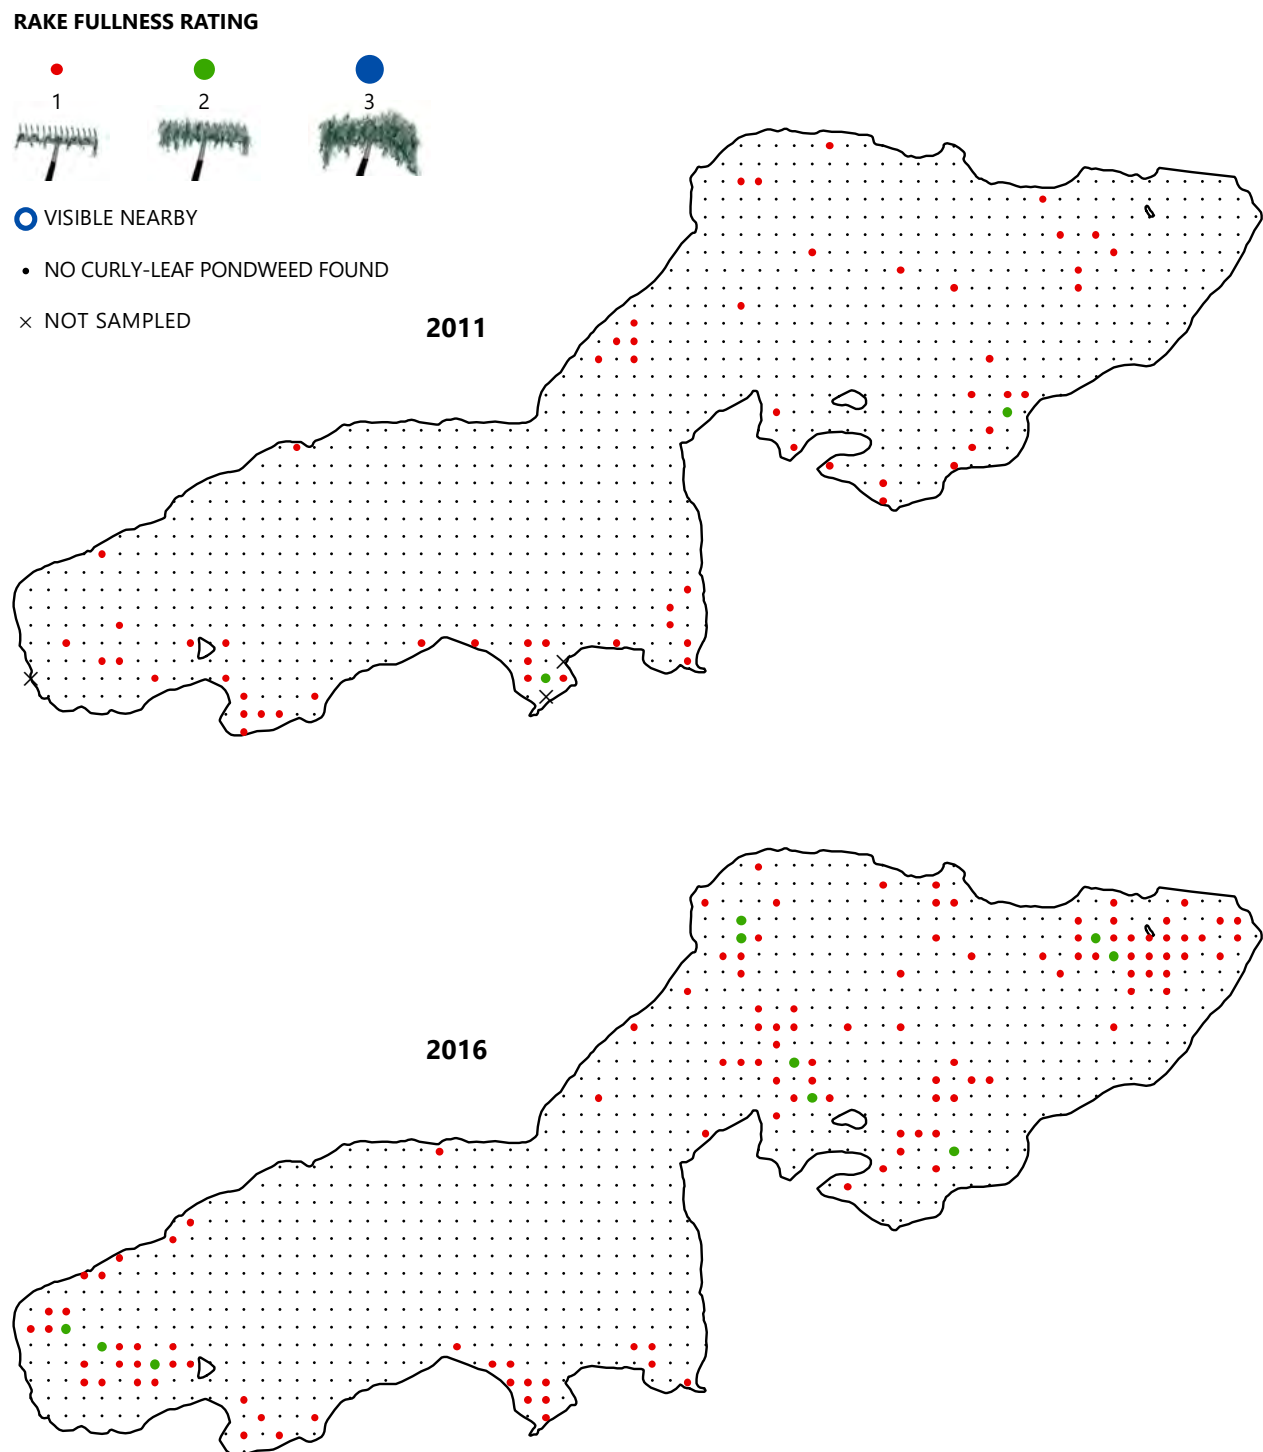 RAKE FULLNESS RATING
1 2 3
VISIBLE NEARBY
NO CURLY-LEAF PONDWEED FOUND
NOT SAMPLED
2011
2016